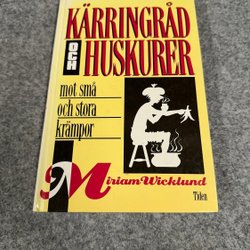 KÄRRINGRÅD
OCH
HUSKURER
mot små
och stora
krämpor
Miriam Wicklund
Tiden